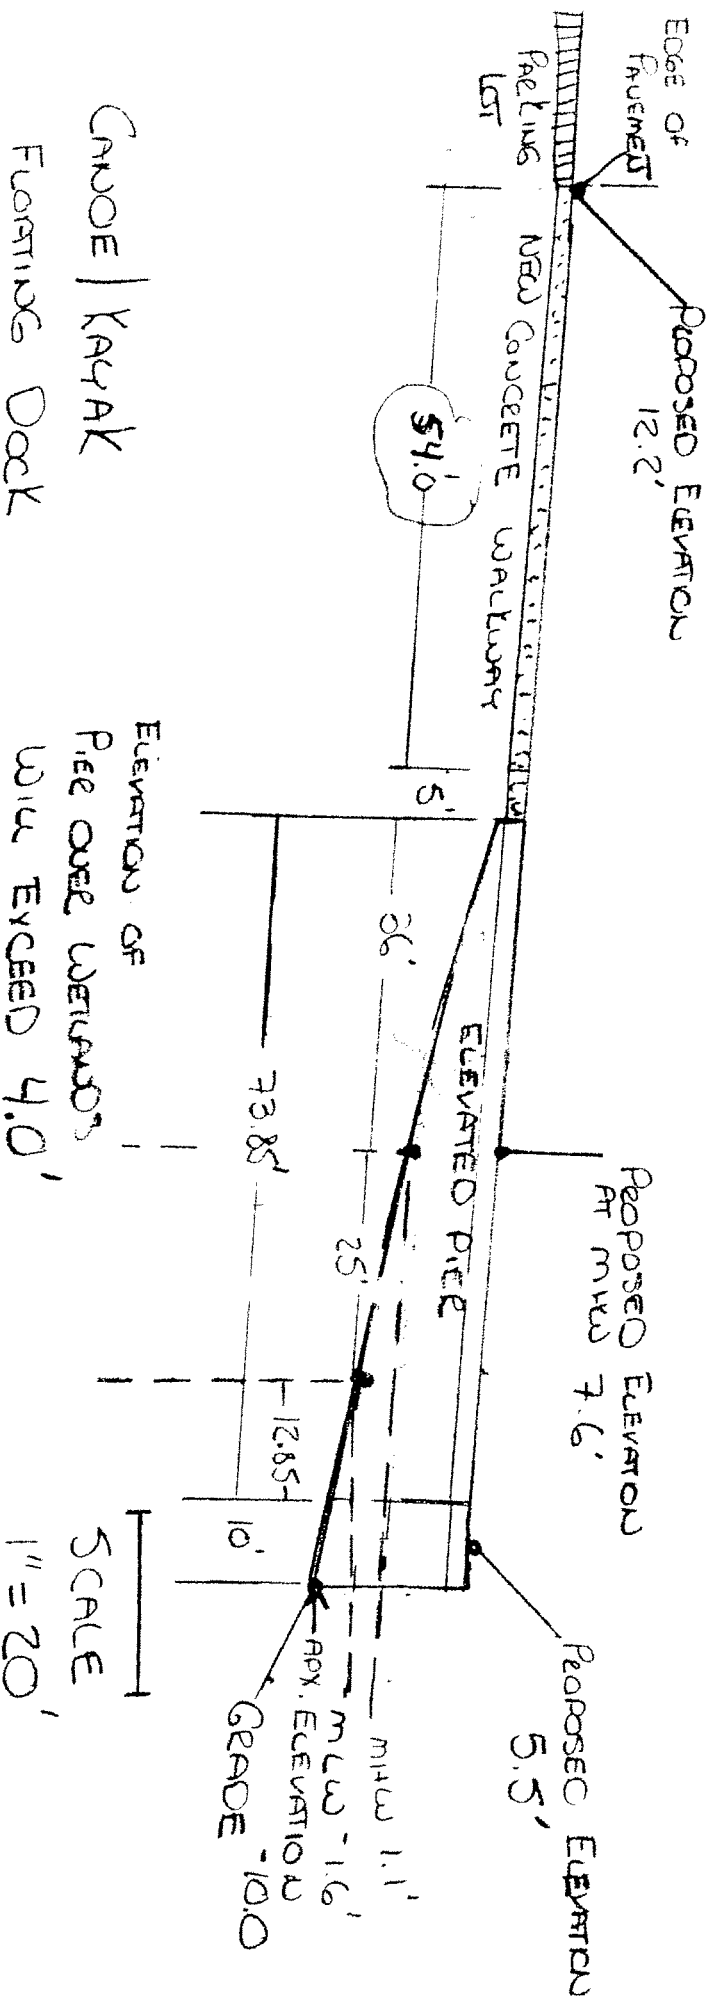 EDGE OF
PAVEMENT
PROPOSED ELEVATION
12.2'
PROPOSED ELEVATION
AT MHW 7.6'
PROPOSED ELEVATION
5.5'
PARKING
LOT
NEW CONCRETE WALKWAY
ELEVATED PIER
54.0'
5'
36'
25'
12.85
73.85'
10'
MHW 1.1'
MLW -1.6'
APX. ELEVATION
GRADE -10.0
CANOE / KAYAK
FLOATING DOCK
ELEVATION OF
PIER OVER WETLANDS
WILL EXCEED 4.0'
SCALE
1" = 20'